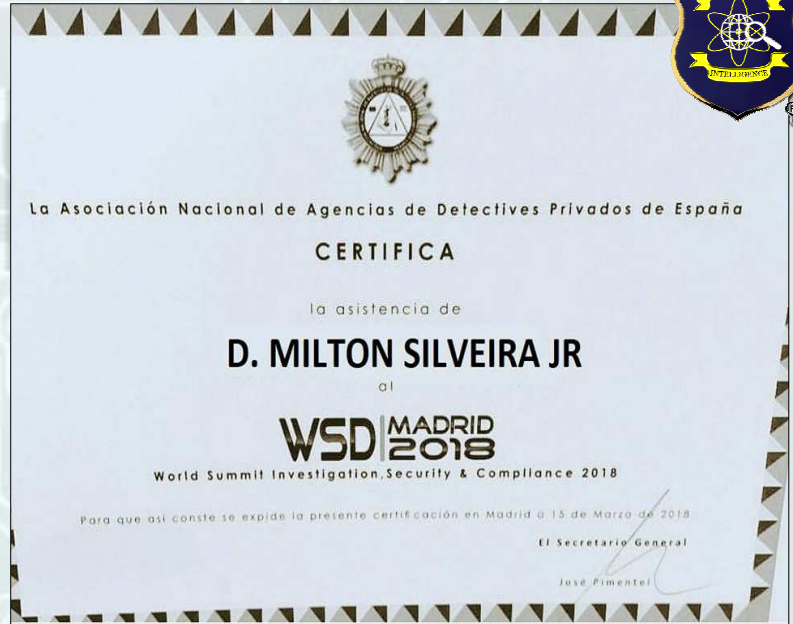 INTELLIGENCE
La Asociación Nacional de Agencias de Detectives Privados de España
CERTIFICA
la asistencia de
D. MILTON SILVEIRA JR
al
WSD MADRID
2018
World Summit Investigation, Security & Compliance 2018
Para que así conste se expide la presente certificación en Madrid a 15 de Marzo de 2018
El Secretario General
José Pimentel